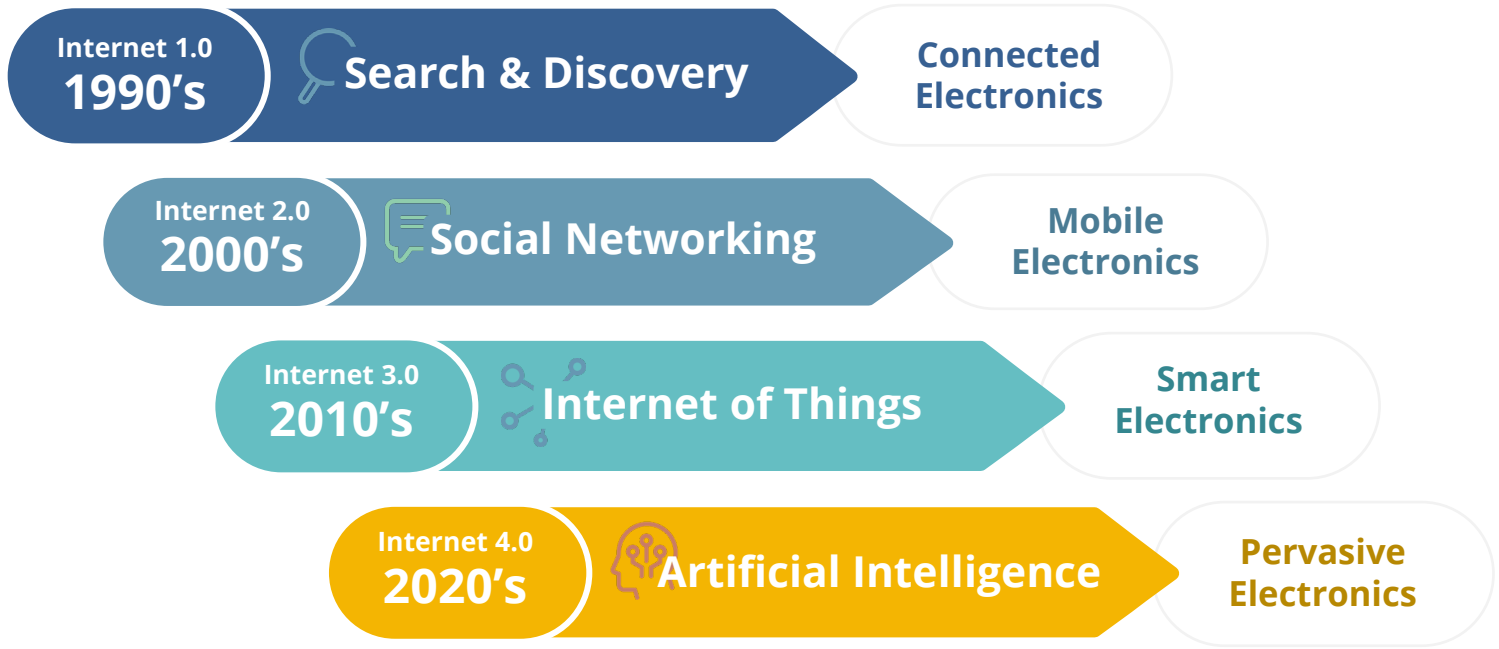 Internet 1.0
1990’s
Search & Discovery
Connected
Electronics
Internet 2.0
2000’s
Social Networking
Mobile
Electronics
Internet 3.0
2010’s
Internet of Things
Smart
Electronics
Internet 4.0
2020’s
Artificial Intelligence
Pervasive
Electronics